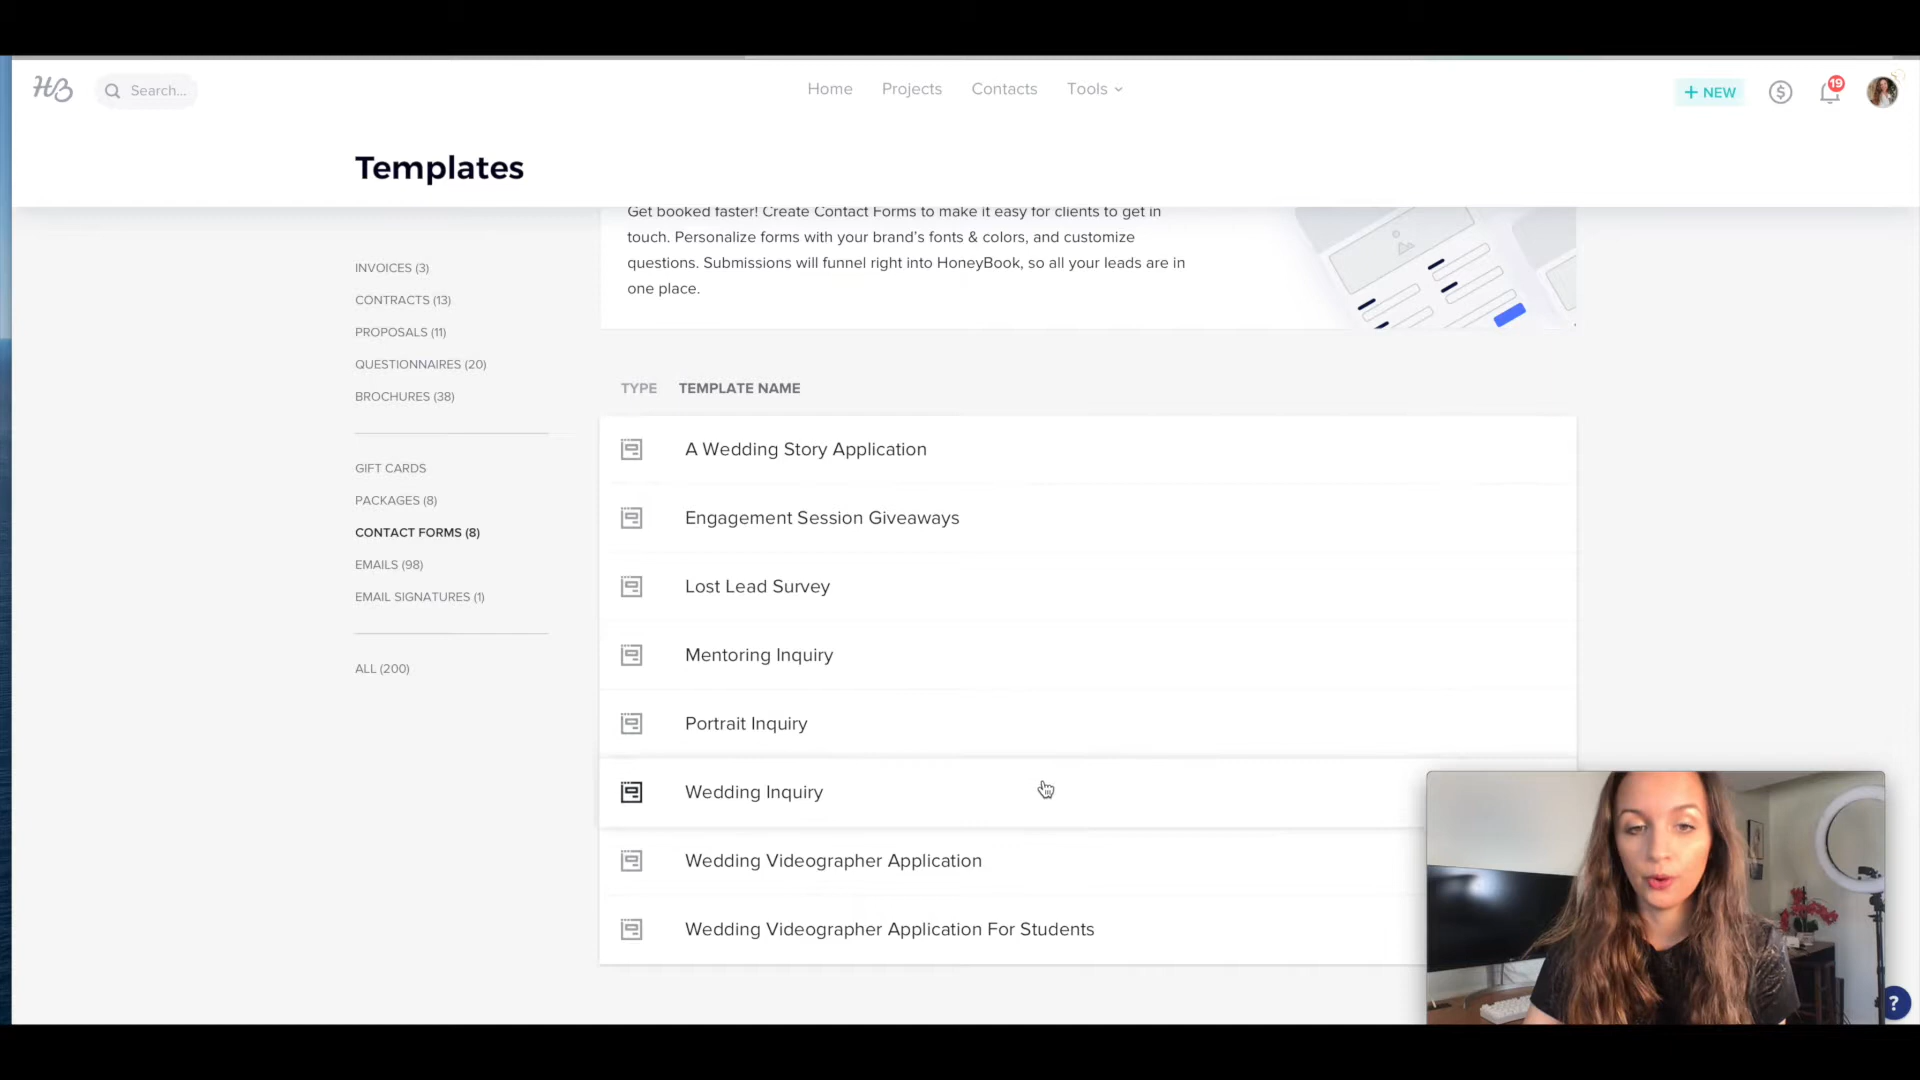 HB
Search...
Home
Projects
Contacts
Tools
+ NEW
19
Templates
Get booked faster! Create Contact Forms to make it easy for clients to get in
touch. Personalize forms with your brand's fonts & colors, and customize
questions. Submissions will funnel right into HoneyBook, so all your leads are in
one place.
INVOICES (3)
CONTRACTS (13)
PROPOSALS (11)
QUESTIONNAIRES (20)
BROCHURES (38)
GIFT CARDS
PACKAGES (8)
CONTACT FORMS (8)
EMAILS (98)
EMAIL SIGNATURES (1)
ALL (200)
TYPE
TEMPLATE NAME
A Wedding Story Application
Engagement Session Giveaways
Lost Lead Survey
Mentoring Inquiry
Portrait Inquiry
Wedding Inquiry
Wedding Videographer Application
Wedding Videographer Application For Students
?